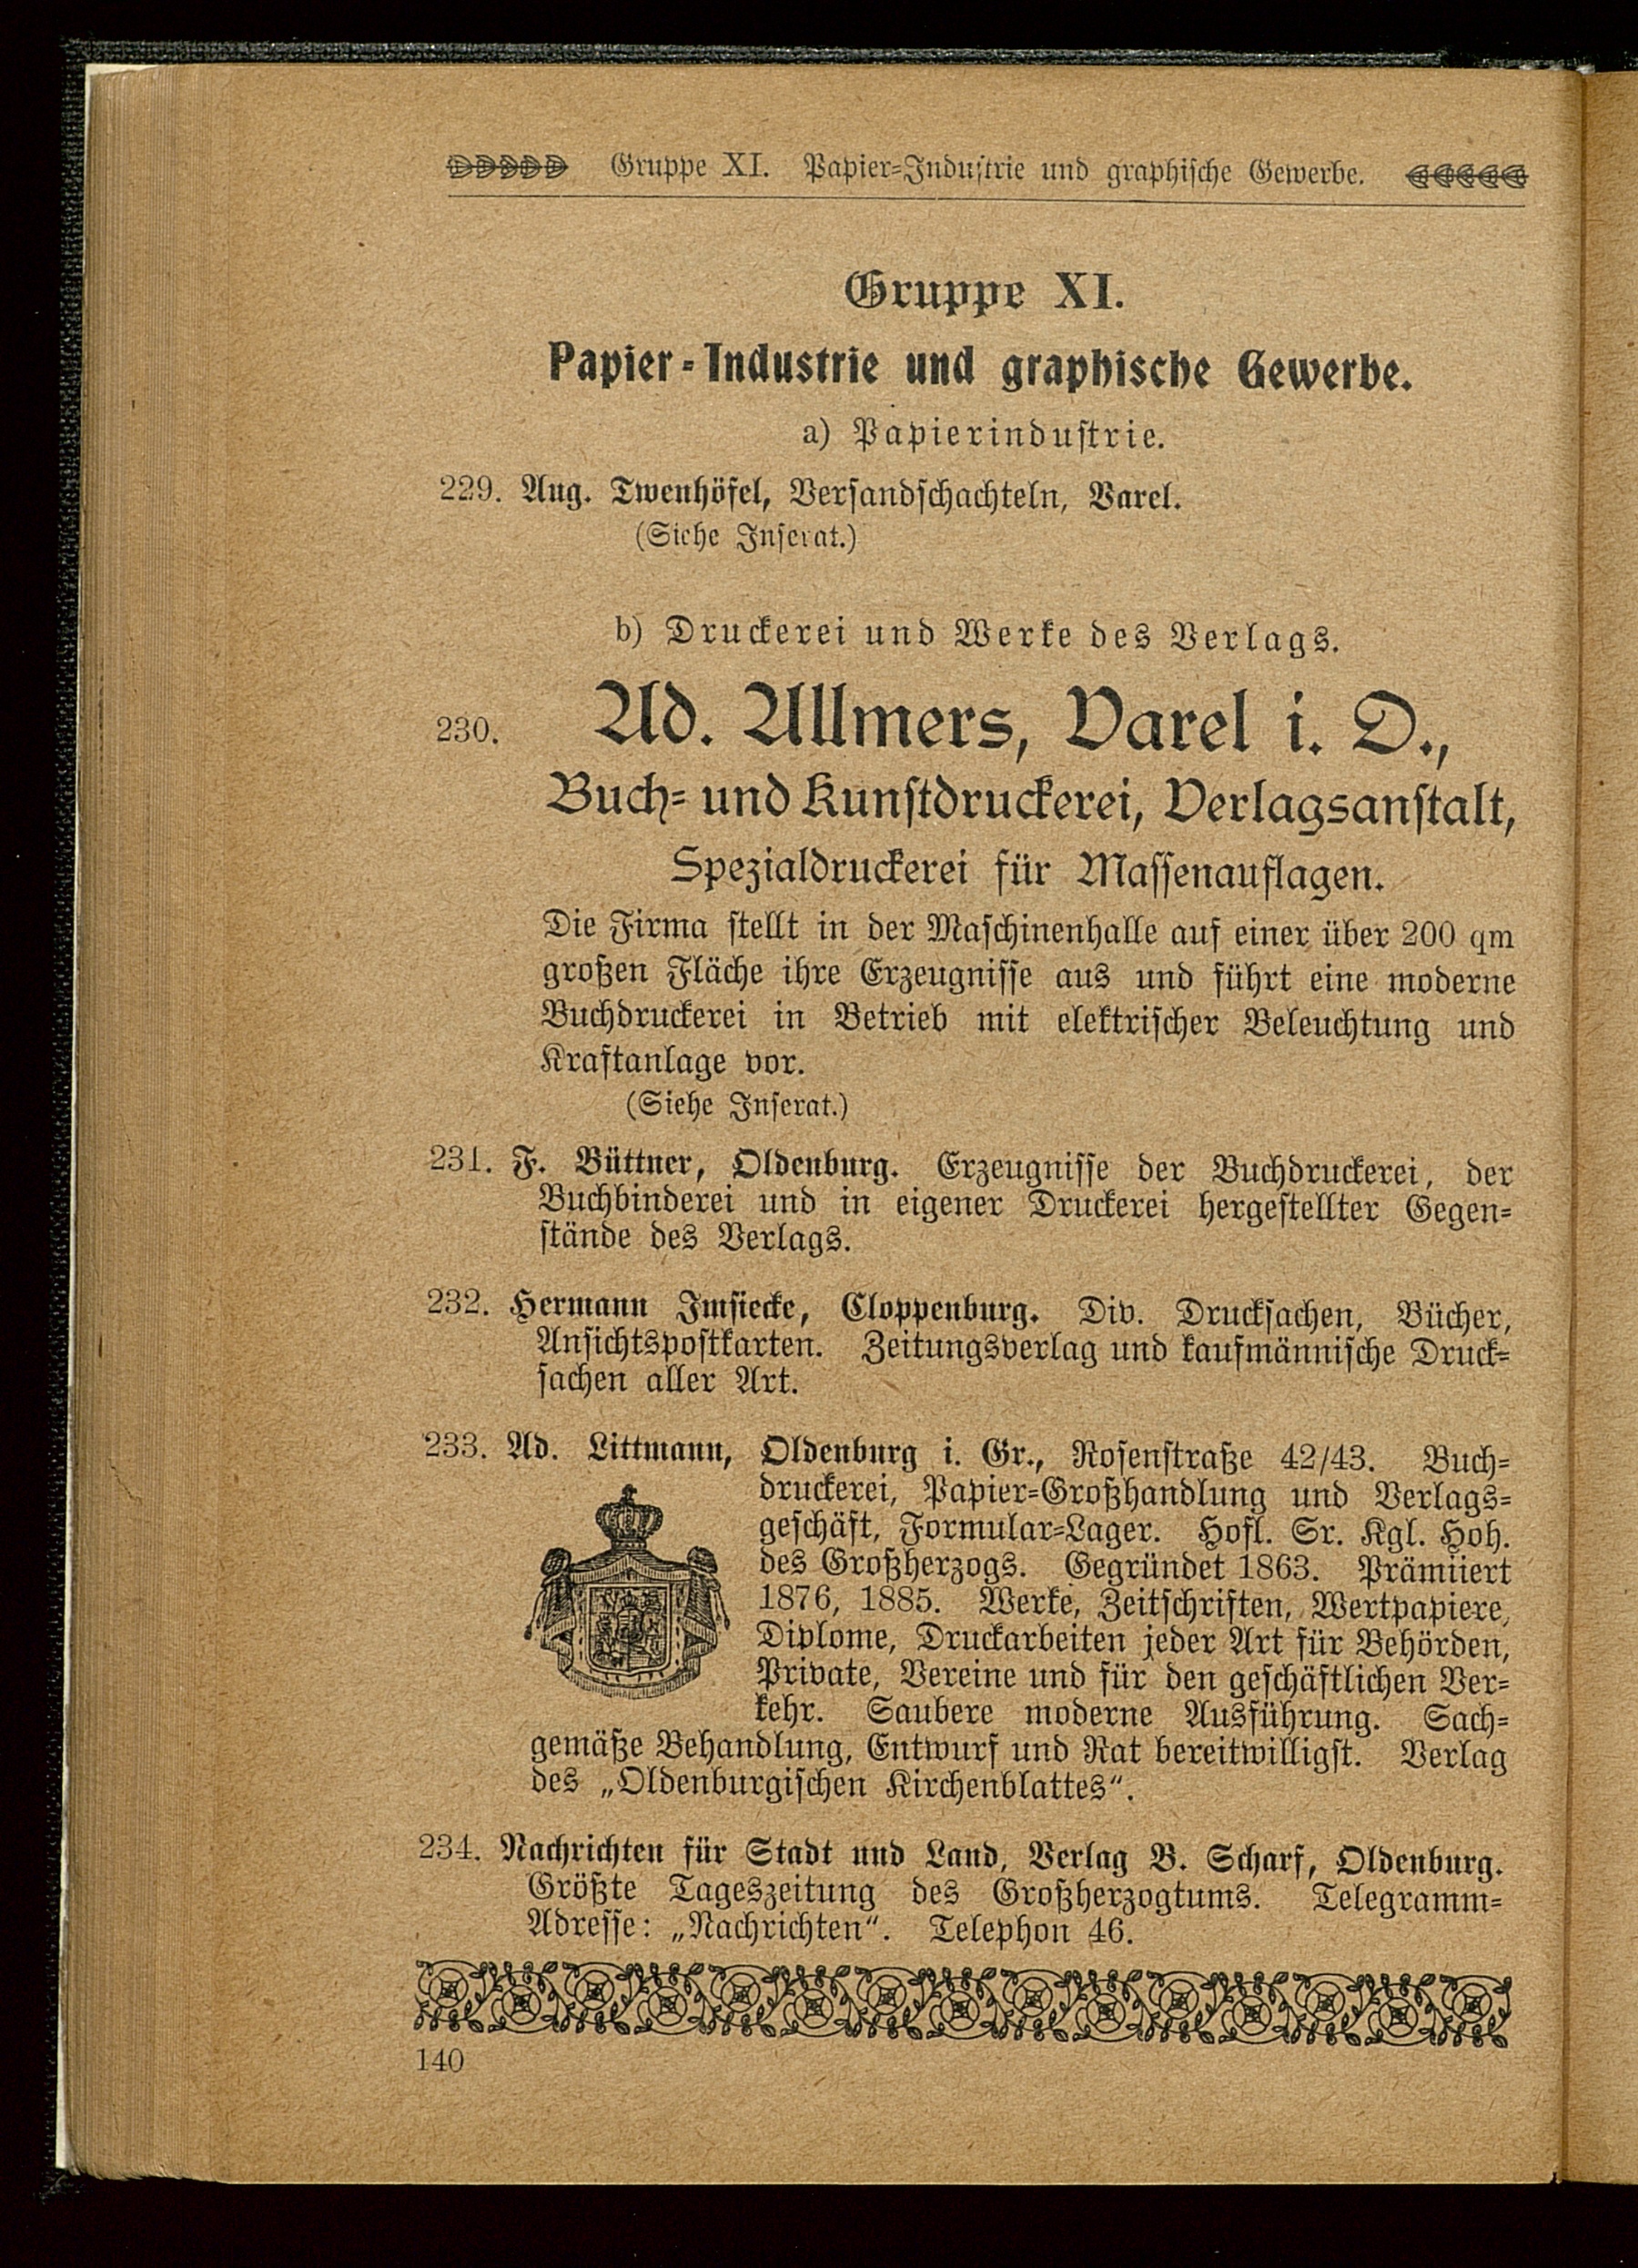 Gruppe XI. Papier-Industrie und graphische Gewerbe.
Gruppe XI.
Papier-Industrie und graphische Gewerbe.
a) Papierindustrie.
229. Aug. Twenhöfel, Versandschachteln, Varel.
(Siehe Inserat.)
b) Druckerei und Werke des Verlags.
230. Ad. Allmers, Varel i. O.,
Buch- und Kunstdruckerei, Verlagsanstalt,
Spezialdruckerei für Massenauflagen.
Die Firma stellt in der Maschinenhalle auf einer über 200 qm
großen Fläche ihre Erzeugnisse aus und führt eine moderne
Buchdruckerei in Betrieb mit elektrischer Beleuchtung und
Kraftanlage vor.
(Siehe Inserat.)
231. F. Büttner, Oldenburg. Erzeugnisse der Buchdruckerei, der
Buchbinderei und in eigener Druckerei hergestellter Gegen-
stände des Verlags.
232. Hermann Imsiecke, Cloppenburg. Div. Drucksachen, Bücher,
Ansichtspostkarten. Zeitungsverlag und kaufmännische Druck-
sachen aller Art.
233. Ad. Littmann, Oldenburg i. Gr., Rosenstraße 42/43. Buch-
druckerei, Papier-Großhandlung und Verlags-
geschäft, Formular-Lager. Hofl. Sr. Kgl. Hoh.
des Großherzogs. Gegründet 1863. Prämiiert
1876, 1885. Werke, Zeitschriften, Wertpapiere,
Diplome, Druckarbeiten jeder Art für Behörden,
Private, Vereine und für den geschäftlichen Ver-
kehr. Saubere moderne Ausführung. Sach-
gemäße Behandlung, Entwurf und Rat bereitwilligst. Verlag
des „Oldenburgischen Kirchenblattes“.
234. Nachrichten für Stadt und Land, Verlag B. Scharf, Oldenburg.
Größte Tageszeitung des Großherzogtums. Telegramm-
Adresse: „Nachrichten“. Telephon 46.
140